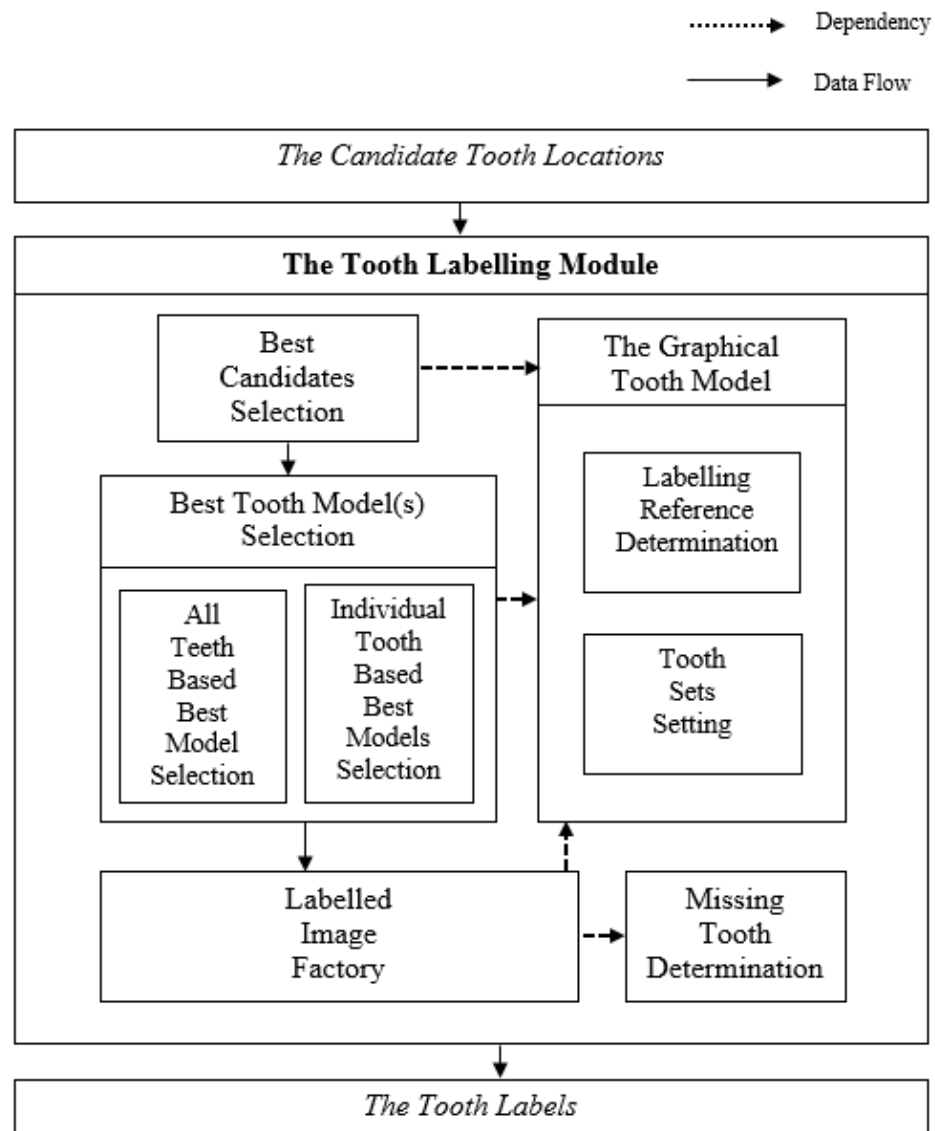 Dependency
Data Flow
The Candidate Tooth Locations
The Tooth Labelling Module
Best
Candidates
Selection
The Graphical
Tooth Model
Labelling
Reference
Determination
Tooth
Sets
Setting
Best Tooth Model(s)
Selection
All
Teeth
Based
Best
Model
Selection
Individual
Tooth
Based
Best
Models
Selection
Labelled
Image
Factory
Missing
Tooth
Determination
The Tooth Labels